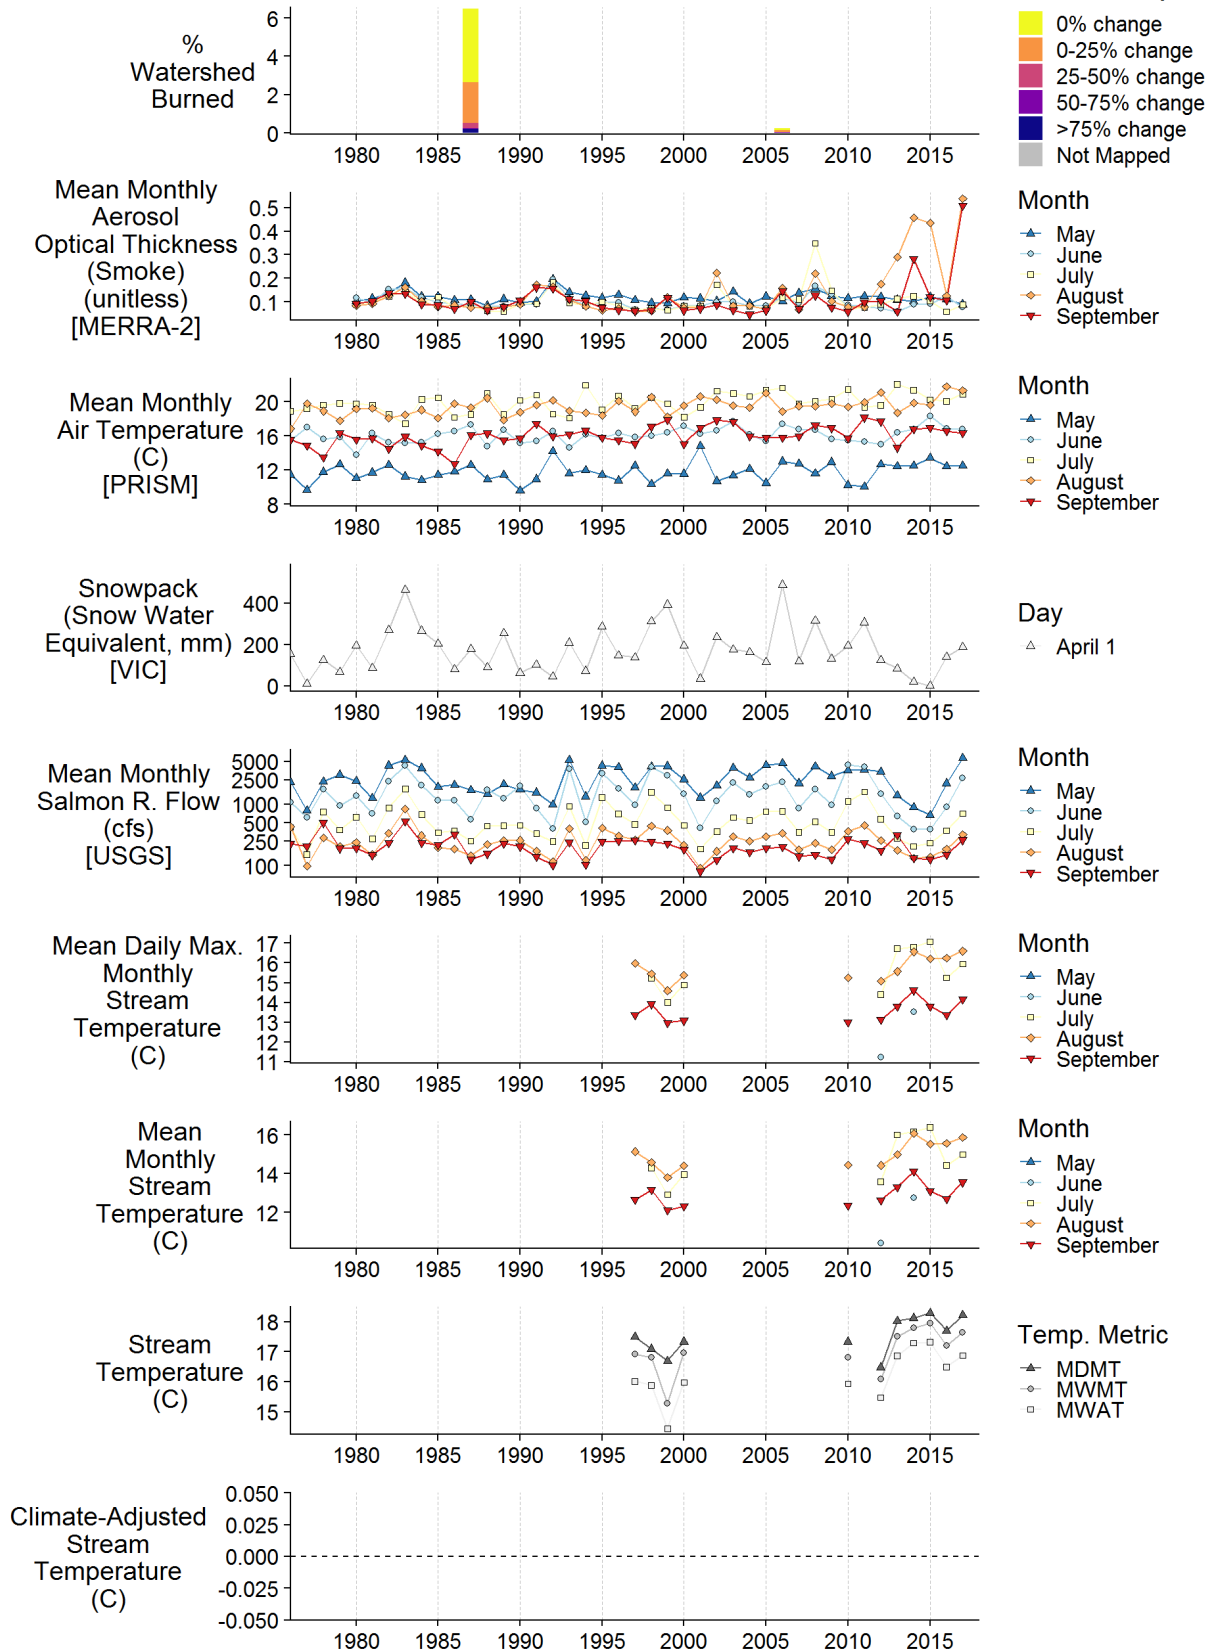 %
Watershed
Burned
6
4
2
0
1980 1985 1990 1995 2000 2005 2010 2015
0% change
0-25% change
25-50% change
50-75% change
>75% change
Not Mapped
Mean Monthly
Aerosol
Optical Thickness
(Smoke)
(unitless)
[MERRA-2]
0.5
0.4
0.3
0.2
0.1
1980 1985 1990 1995 2000 2005 2010 2015
Month
May
June
July
August
September
Mean Monthly
Air Temperature
(C)
[PRISM]
20
16
12
8
1980 1985 1990 1995 2000 2005 2010 2015
Month
May
June
July
August
September
Snowpack
(Snow Water
Equivalent, mm)
[VIC]
400
200
0
1980 1985 1990 1995 2000 2005 2010 2015
Day
April 1
Mean Monthly
Salmon R. Flow
(cfs)
[USGS]
5000
2500
1000
500
250
100
1980 1985 1990 1995 2000 2005 2010 2015
Month
May
June
July
August
September
Mean Daily Max.
Monthly
Stream
Temperature
(C)
17
16
15
14
13
12
11
1980 1985 1990 1995 2000 2005 2010 2015
Month
May
June
July
August
September
Mean
Monthly
Stream
Temperature
(C)
16
14
12
1980 1985 1990 1995 2000 2005 2010 2015
Month
May
June
July
August
September
Stream
Temperature
(C)
18
17
16
15
1980 1985 1990 1995 2000 2005 2010 2015
Temp. Metric
MDMT
MWMT
MWAT
Climate-Adjusted
Stream
Temperature
(C)
0.050
0.025
0.000
-0.025
-0.050
1980 1985 1990 1995 2000 2005 2010 2015